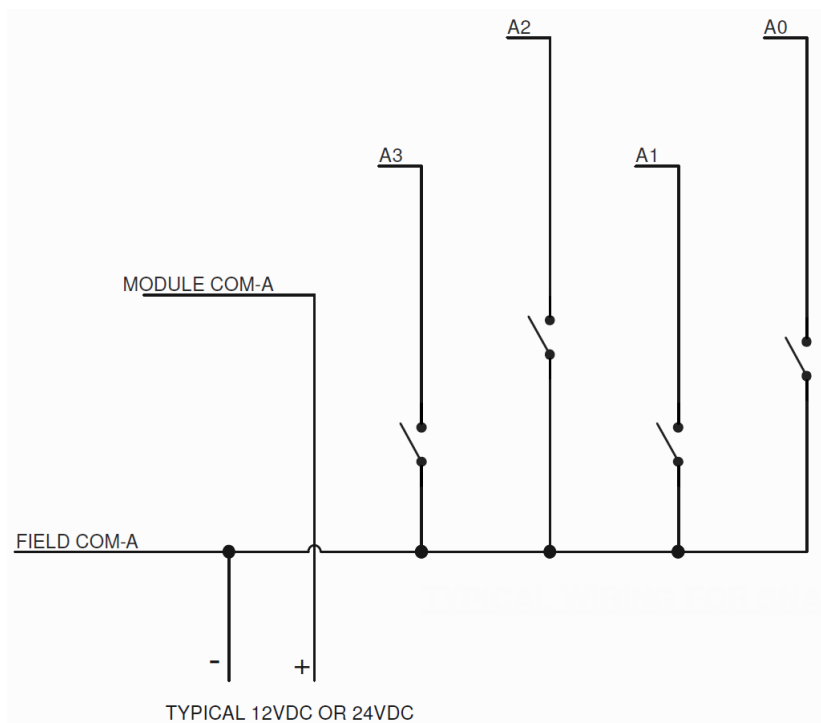 A2
A0
A3
A1
MODULE COM-A
FIELD COM-A
- +
TYPICAL 12VDC OR 24VDC